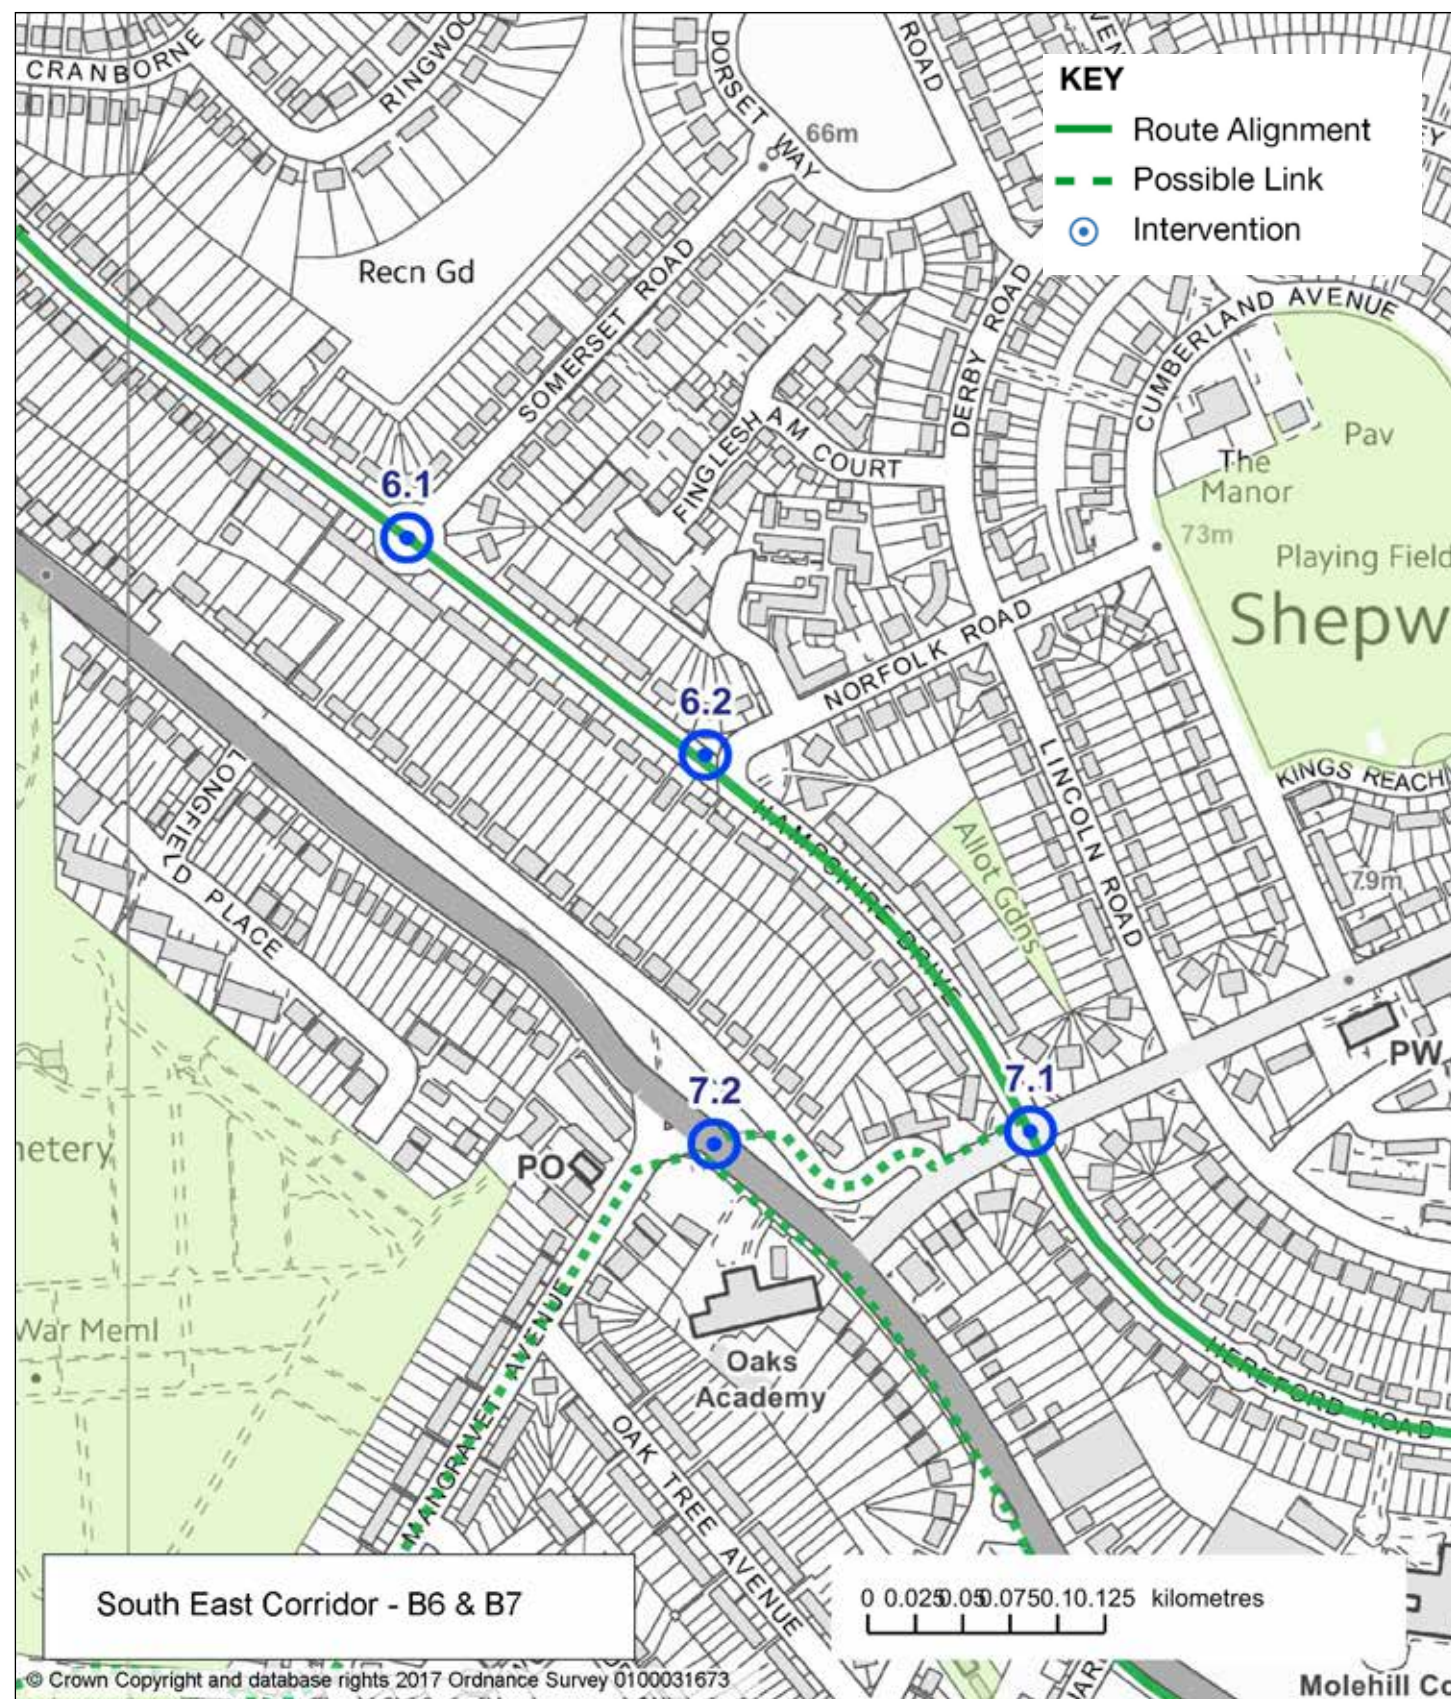 CRANBORNE
RINGWOO
DORSET WAY
ROAD
66m
KEY
Route Alignment
Possible Link
Intervention
Recn Gd
SOMERSET ROAD
DERBY ROAD
CUMBERLAND AVENUE
FINGLESHAM COURT
Pav
The
Manor
6.1
73m
Playing Field
Shepw
NORFOLK ROAD
6.2
LINCOLN ROAD
KINGS REACH
LONGFIELD PLACE
HAMPSHIRE DRIVE
Allot Gdns
79m
PW
7.1
7.2
netery
PO
War Meml
MANGRAVET AVENUE
Oaks
Academy
HEREFORD ROAD
OAK TREE AVENUE
South East Corridor - B6 & B7
0 0.025 0.05 0.075 0.1 0.125 kilometres
© Crown Copyright and database rights 2017 Ordnance Survey 0100031673
Molehill Co